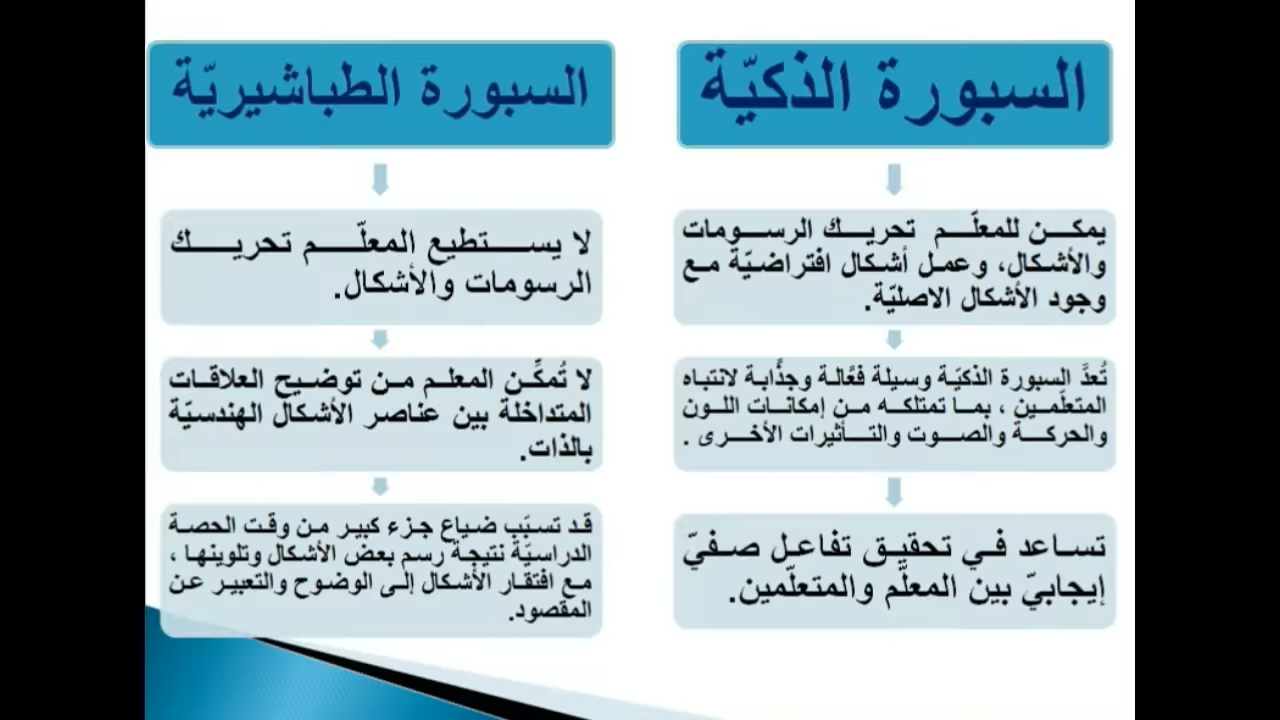 السبورة الذكيّة
يمكن للمعلّم تحريك الرسومات
والأشكال، وعمل أشكال افتراضيّة مع
وجود الأشكال الاصليّة.
تُعدَّ السبورة الذكيّة وسيلة فعَّالة وجذَّابة لانتباه
المتعلّمين ، بما تمتلكه من إمكانات اللون
والحركة والصوت والتأثيرات الأخرى .
تساعد في تحقيق تفاعل صفيّ
إيجابيّ بين المعلّم والمتعلّمين.
السبورة الطباشيريّة
لا يستطيع المعلّم تحريك
الرسومات والأشكال.
لا تُمكِّن المعلم من توضيح العلاقات
المتداخلة بين عناصر الأشكال الهندسيّة
بالذات.
قد تسبّب ضياع جزء كبير من وقت الحصة
الدراسيّة نتيجة رسم بعض الأشكال وتلوينها ،
مع افتقار الأشكال إلى الوضوح والتعبير عن
المقصود.